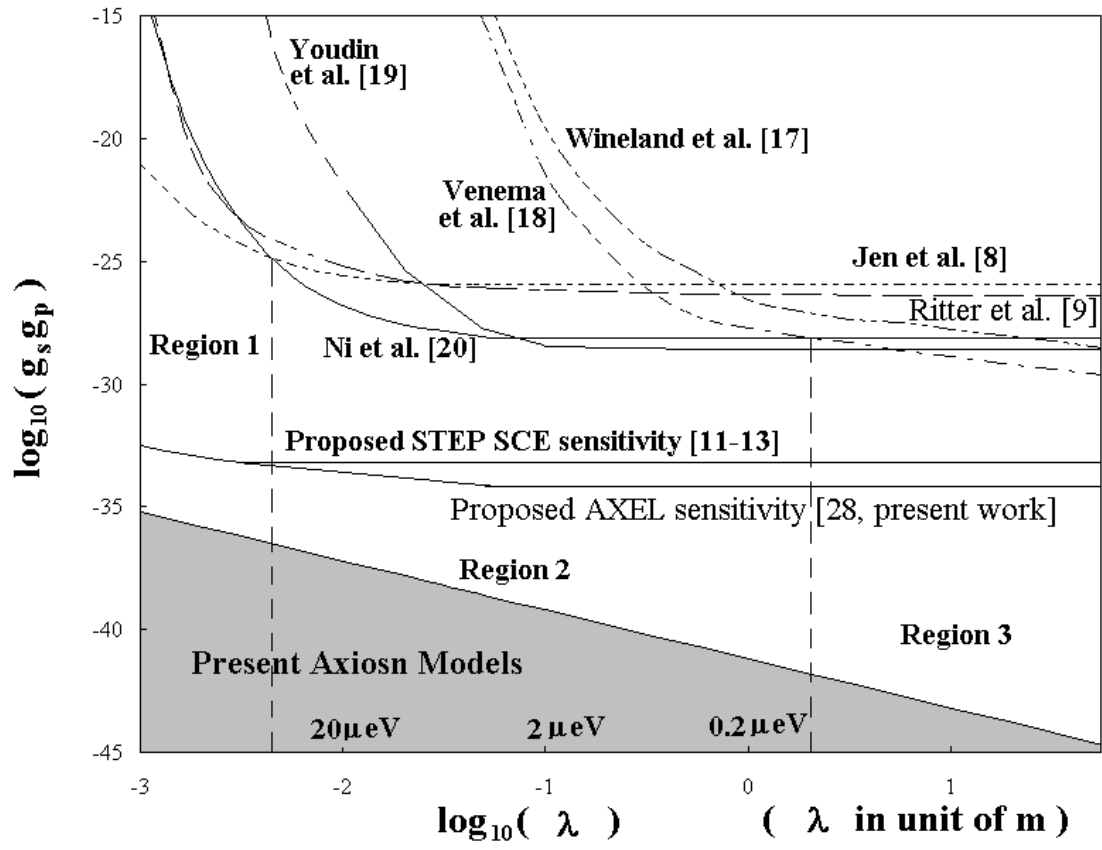 -15
Youdin
et al. [19]
-20
Wineland et al. [17]
Venema
et al. [18]
-25
Jen et al. [8]
Ritter et al. [9]
Region 1
Ni et al. [20]
-30
log10(gsgp)
Proposed STEP SCE sensitivity [11-13]
-35
Proposed AXEL sensitivity [28, present work]
Region 2
-40
Region 3
Present Axiosn Models
20μeV 2μeV 0.2μeV
-45
-3 -2 -1 0 1
log10( λ ) ( λ in unit of m )